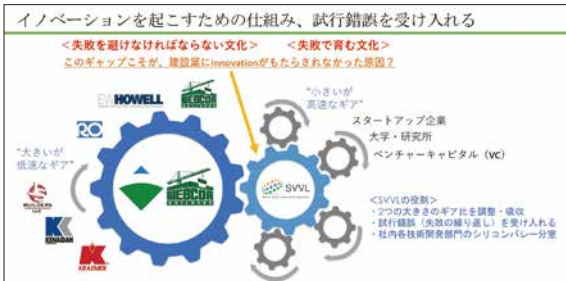 イノベーションを起こすための仕組み、試行錯誤を受け入れる
＜失敗を避けなければならない文化＞
＜失敗で育む文化＞
このギャップこそが、建設業にInnovationがもたらされなかった原因？
HOWELL
WEBCOR
BUILDERS
RO
"大きいが
低速なギア"
BUILDERS
KENAIDAN
KRAEMER
WEBCOR
BUILDERS
SVVL
"小さいが
高速なギア"
スタートアップ企業
大学・研究所
ベンチャーキャピタル（VC）
＜SVVLの役割＞
・2つの大きさのギア比を調整・吸収
・試行錯誤（失敗の繰り返し）を受け入れる
・社内各技術開発部門のシリコンバレー分室